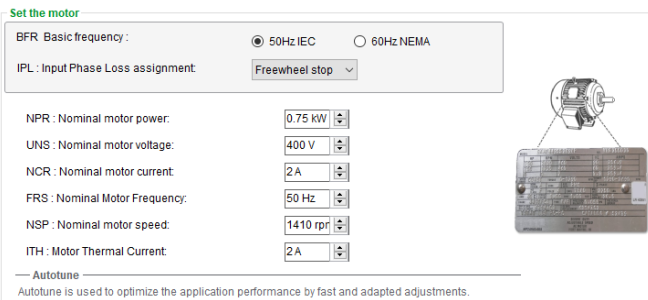 Set the motor
BFR Basic frequency :
50Hz IEC
60Hz NEMA
IPL : Input Phase Loss assignment:
Freewheel stop
NPR : Nominal motor power:
0.75 kW
UNS : Nominal motor voltage:
400 V
NCR : Nominal motor current:
2 A
FRS : Nominal Motor Frequency:
50 Hz
NSP : Nominal motor speed:
1410 rpr
ITH : Motor Thermal Current:
2 A
Autotune
Autotune is used to optimize the application performance by fast and adapted adjustments.